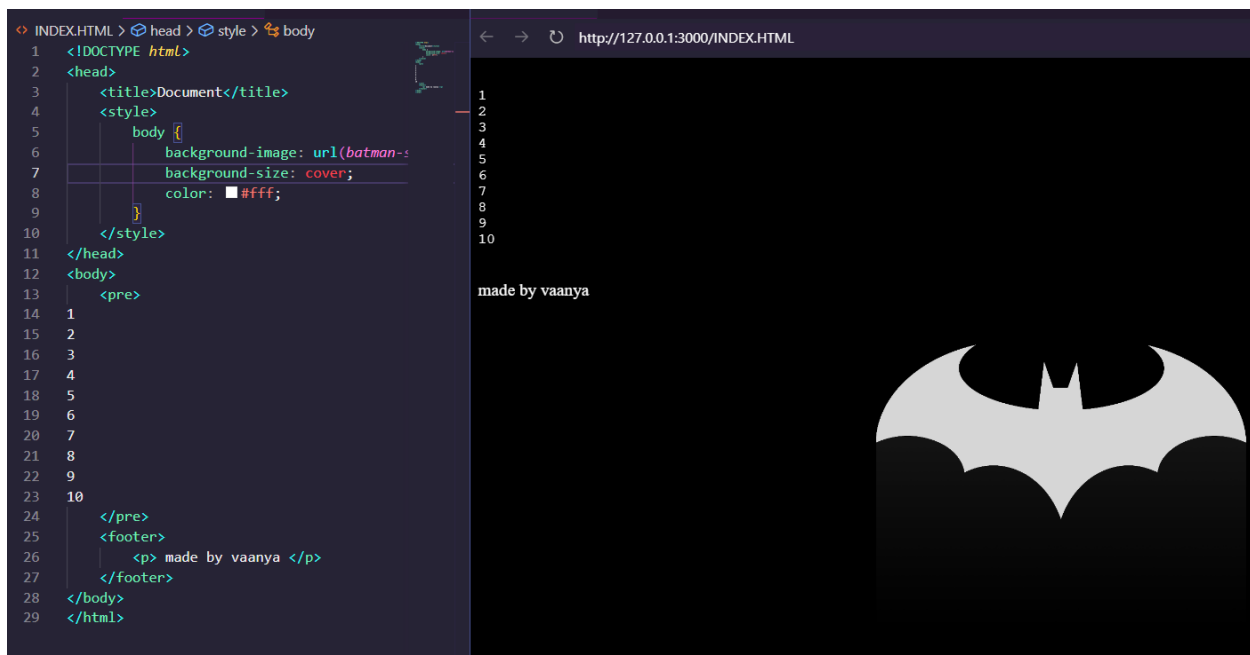 INDEX.HTML > head > style > body
1 <!DOCTYPE html>
2 <head>
3 <title>Document</title>
4 <style>
5 body {
6 background-image: url(batman-s
7 background-size: cover;
8 color: #fff;
9 }
10 </style>
11 </head>
12 <body>
13 <pre>
14 1
15 2
16 3
17 4
18 5
19 6
20 7
21 8
22 9
23 10
24 </pre>
25 <footer>
26 <p> made by vaanya </p>
27 </footer>
28 </body>
29 </html>
http://127.0.0.1:3000/INDEX.HTML
1
2
3
4
5
6
7
8
9
10
made by vaanya